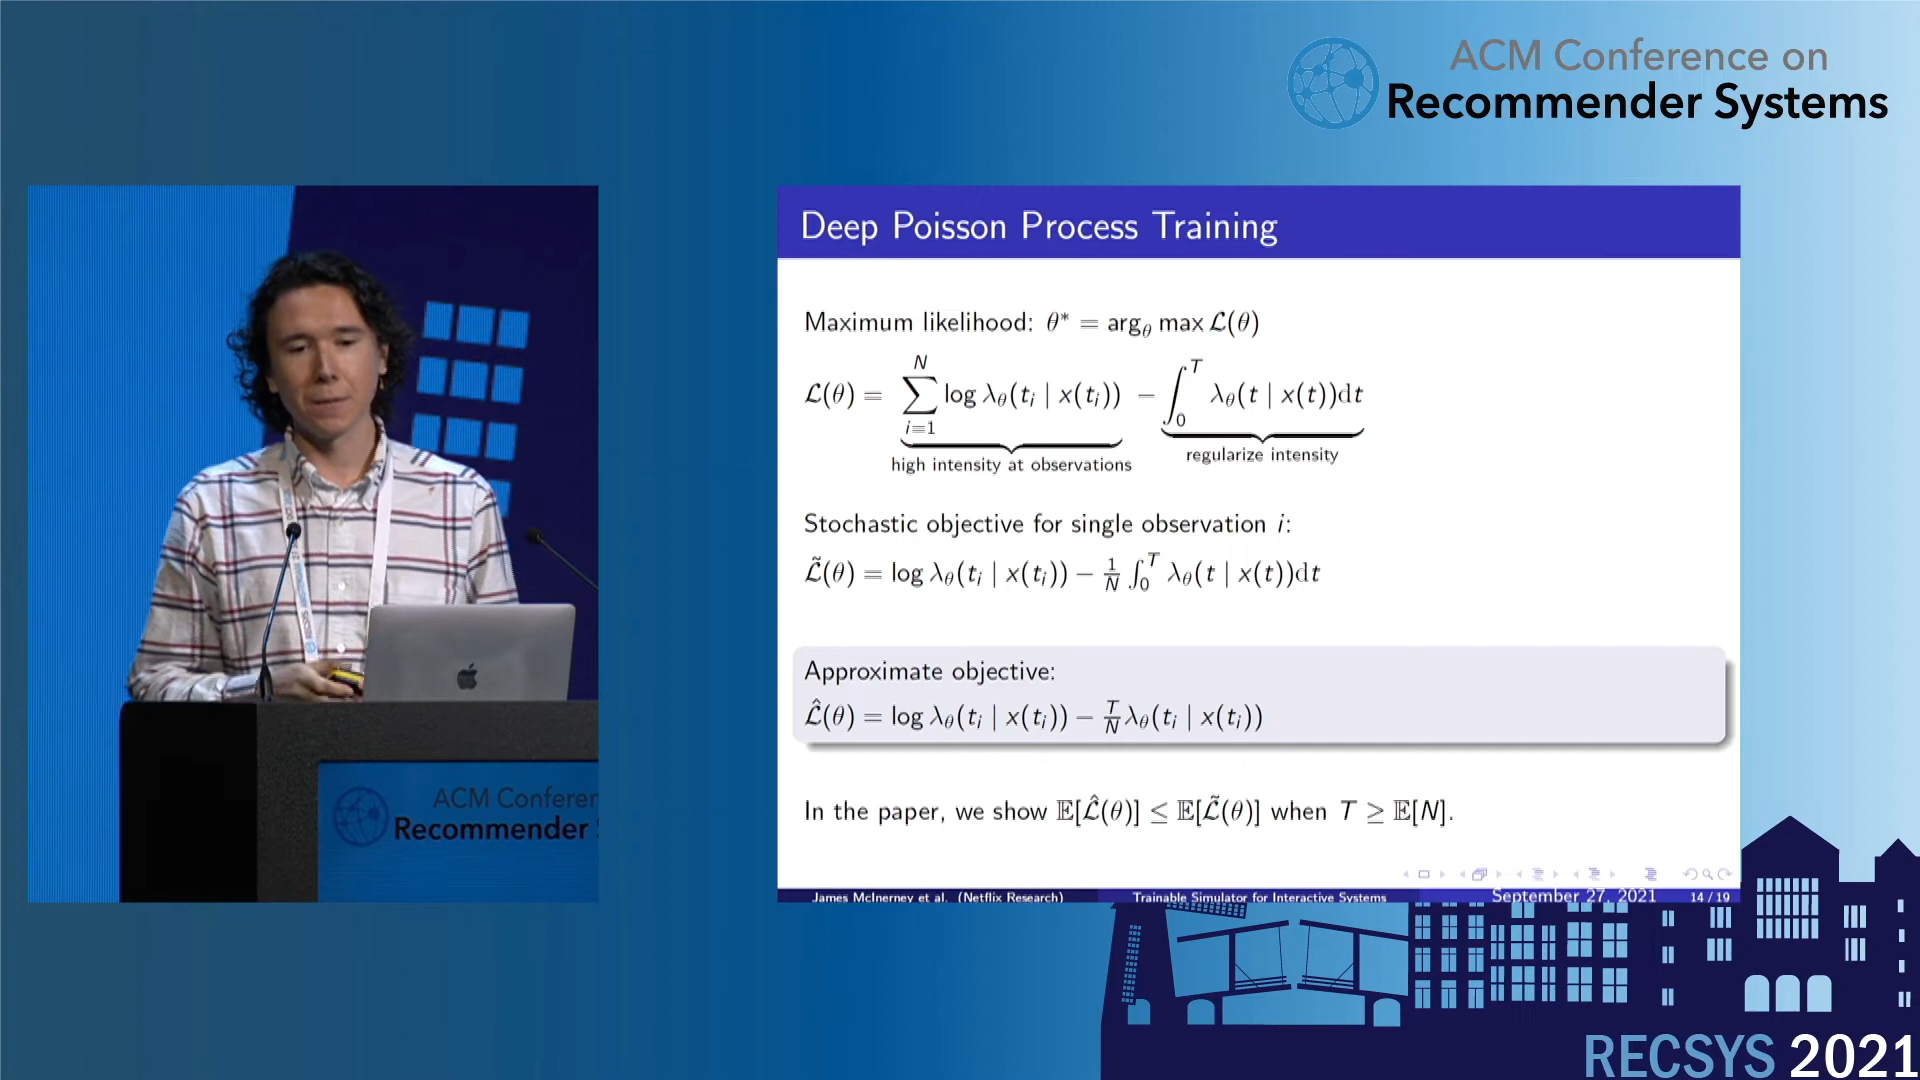 ACM Conference on
Recommender Systems
Deep Poisson Process Training
Maximum likelihood: θ* = arg_θ max ℒ(θ)
ℒ(θ) = ∑_{i=1}^{N} log λ_θ(t_i | x(t_i)) − ∫_0^T λ_θ(t | x(t))dt
high intensity at observations
regularize intensity
Stochastic objective for single observation i:
ℒ̃(θ) = log λ_θ(t_i | x(t_i)) − 1/N ∫_0^T λ_θ(t | x(t))dt
Approximate objective:
ℒ̂(θ) = log λ_θ(t_i | x(t_i)) − T/N λ_θ(t_i | x(t_i))
In the paper, we show 𝔼[ℒ̂(θ)] ≤ 𝔼[ℒ̃(θ)] when T ≥ 𝔼[N].
James McInerney et al. (Netflix Research) Trainable Simulator for Interactive Systems September 27, 2021 14 / 19
ACM Conferen
Recommender S
RECSYS 2021